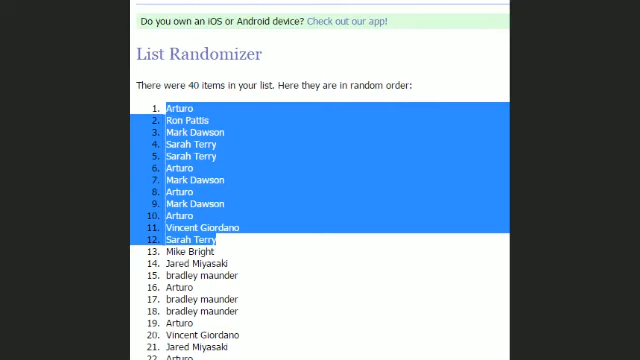 Do you own an iOS or Android device? Check out our app!
List Randomizer
There were 40 items in your list. Here they are in random order:
1. Arturo
2. Ron Pattis
3. Mark Dawson
4. Sarah Terry
5. Sarah Terry
6. Arturo
7. Mark Dawson
8. Arturo
9. Mark Dawson
10. Arturo
11. Vincent Giordano
12. Sarah Terry
13. Mike Bright
14. Jared Miyasaki
15. bradley maunder
16. Arturo
17. bradley maunder
18. bradley maunder
19. Arturo
20. Vincent Giordano
21. Jared Miyasaki
22. Arturo